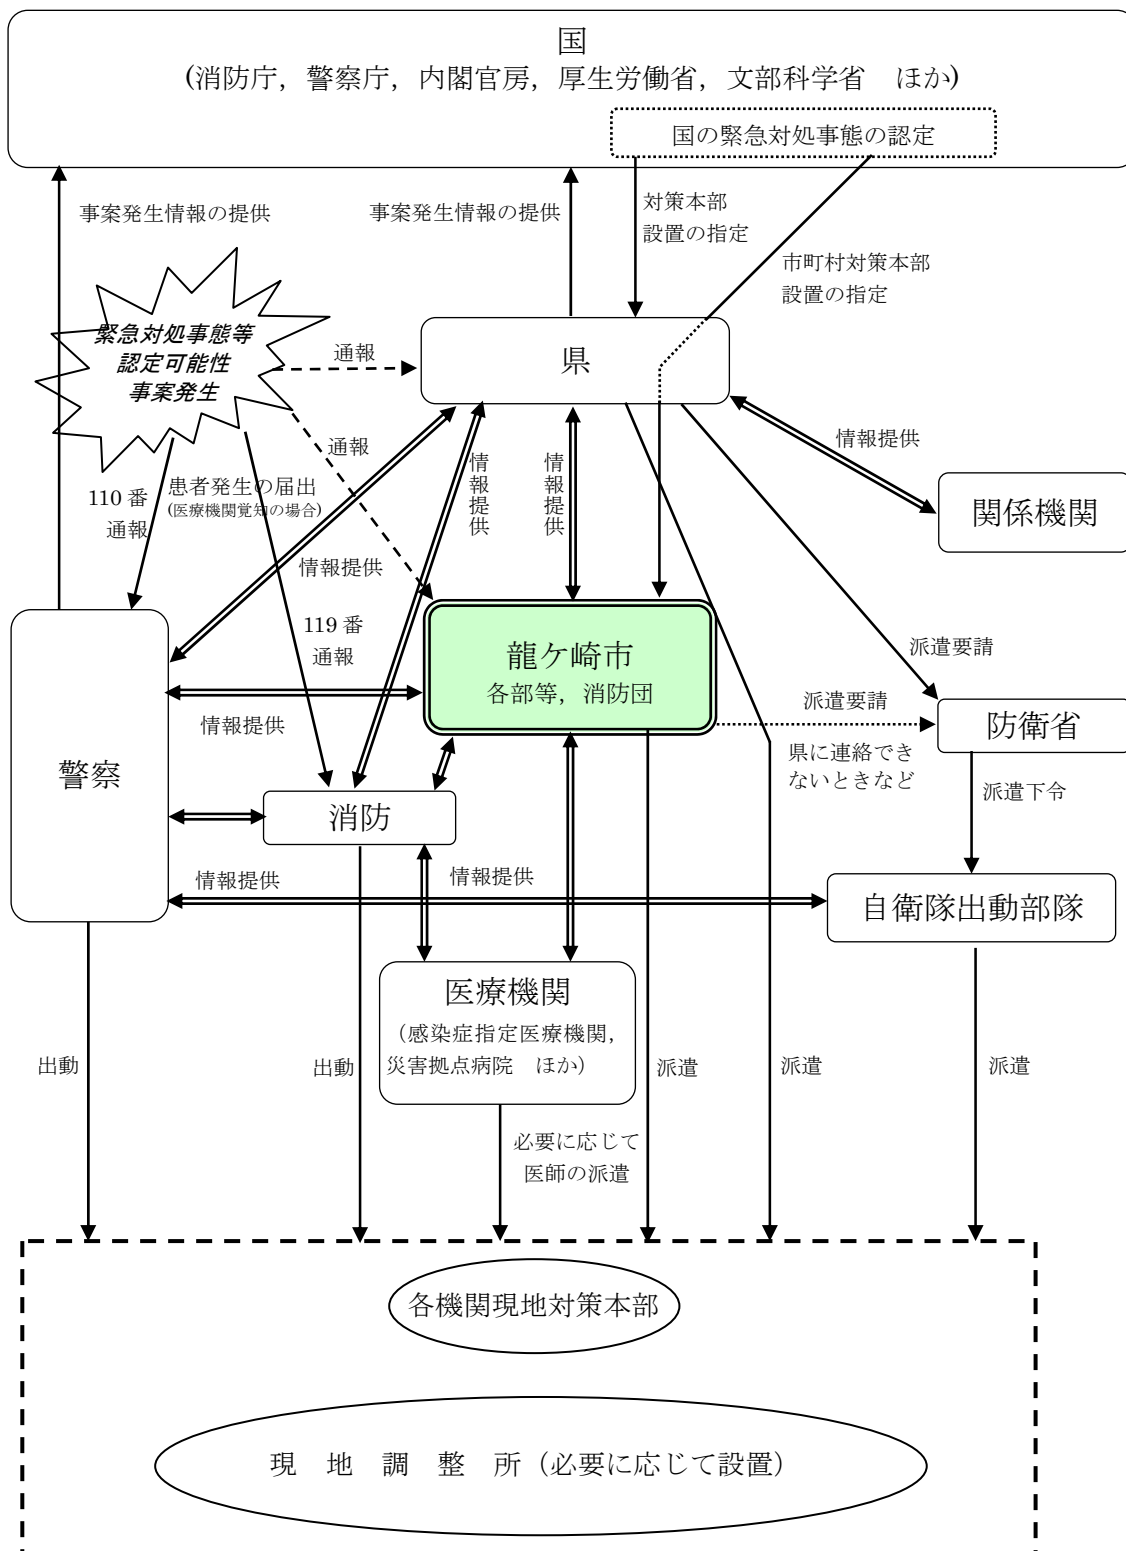 国
(消防庁，警察庁，内閣官房，厚生労働省，文部科学省　ほか)
国の緊急対処事態の認定
事案発生情報の提供
事案発生情報の提供
対策本部
設置の指定
市町村対策本部
設置の指定
緊急対処事態等
認定可能性
事案発生
通報
県
通報
情報提供
情報提供
情報提供
関係機関
110 番
通報
患者発生の届出
(医療機関覚知の場合)
情報提供
119 番
通報
龍ケ崎市
各部等，消防団
派遣要請
派遣要請
防衛省
県に連絡でき
ないときなど
情報提供
警察
消防
派遣下令
情報提供
情報提供
自衛隊出動部隊
医療機関
（感染症指定医療機関，
災害拠点病院　ほか）
出動
出動
派遣
派遣
派遣
必要に応じて
医師の派遣
各機関現地対策本部
現　地　調　整　所（必要に応じて設置）